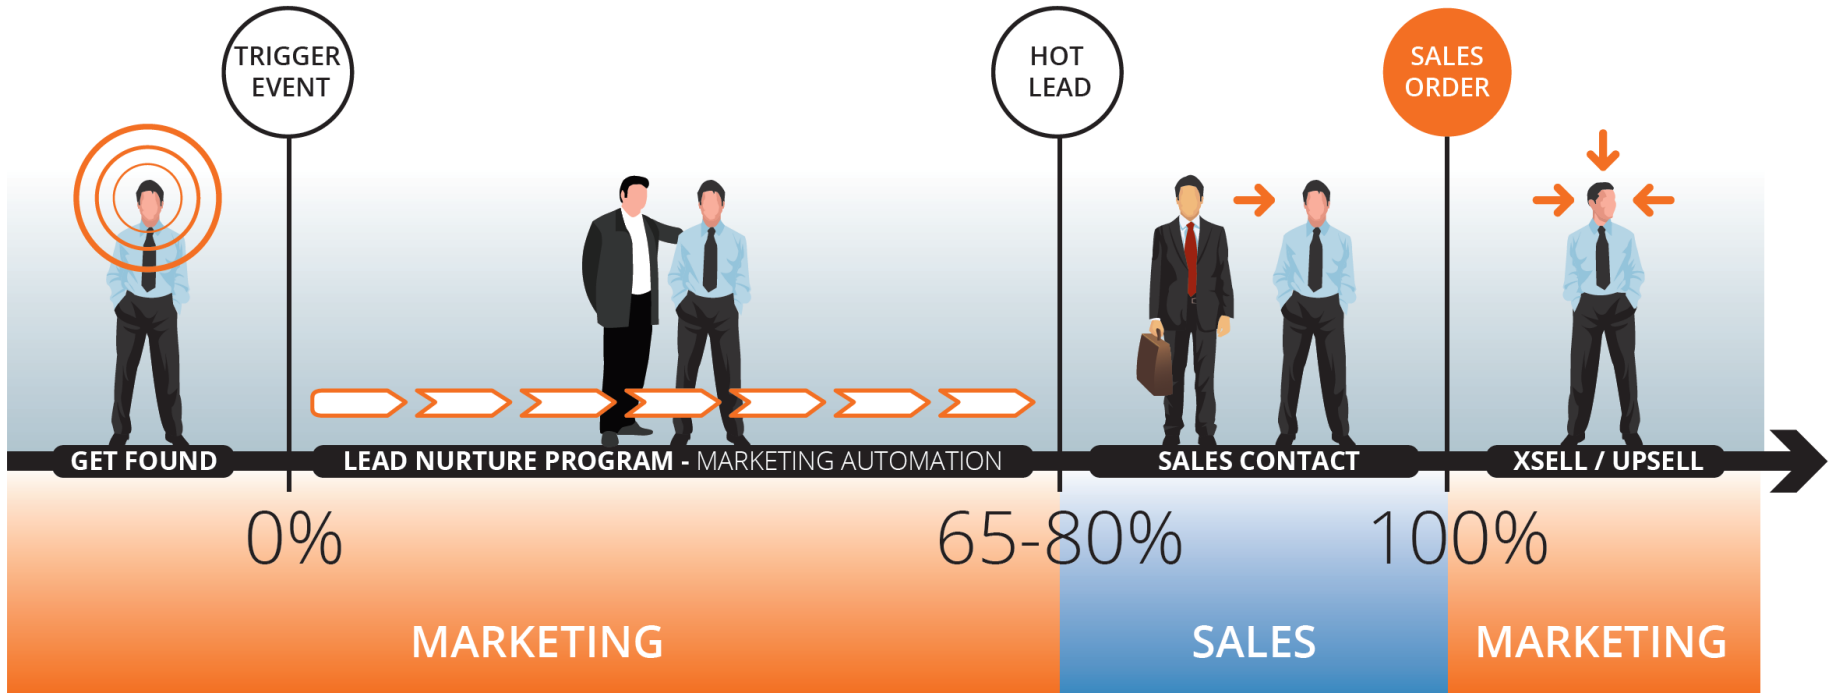 TRIGGER
EVENT
HOT
LEAD
SALES
ORDER
GET FOUND
LEAD NURTURE PROGRAM - MARKETING AUTOMATION
SALES CONTACT
XSELL / UPSELL
0%
65-80%
100%
MARKETING
SALES
MARKETING